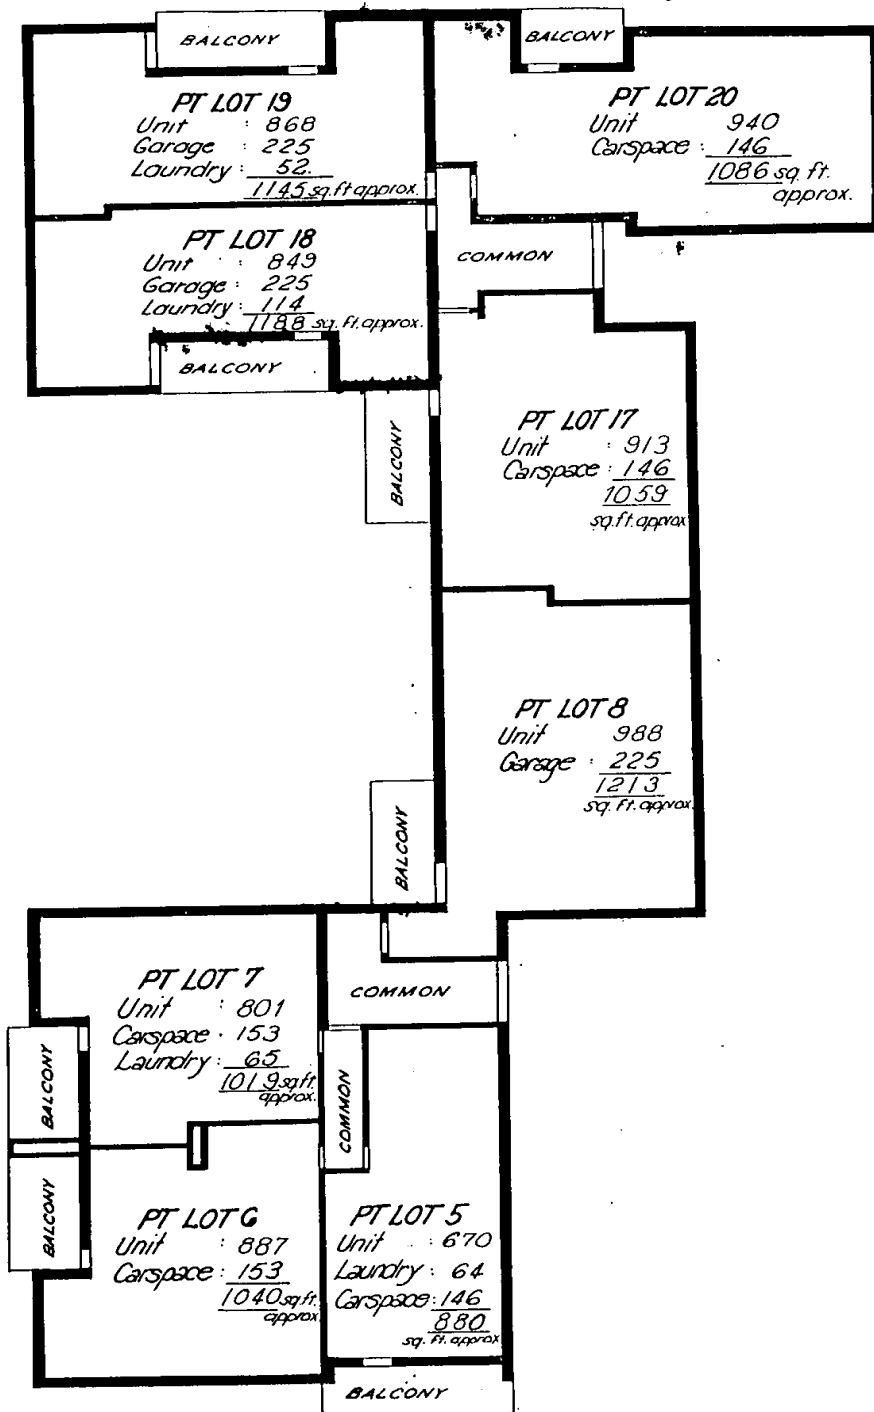 BALCONY
BALCONY
PT LOT 19
Unit : 868
Garage : 225
Laundry : 52
1145 sq.ft approx.
PT LOT 20
Unit 940
Carspace : 146
1086 sq. ft.
approx.
PT LOT 18
Unit : 849
Garage : 225
Laundry : 114
1188 sq. ft. approx.
COMMON
BALCONY
BALCONY
PT LOT 17
Unit : 913
Carspace : 146
1059
sq. ft. approx
PT LOT 8
Unit 988
Garage : 225
1213
sq. ft. approx.
BALCONY
PT LOT 7
Unit : 801
Carspace : 153
Laundry : 65
1019 sq ft.
approx.
COMMON
BALCONY
COMMON
BALCONY
PT LOT 6
Unit : 887
Carspace : 153
1040 sq.ft.
approx
PT LOT 5
Unit : 670
Laundry : 64
Carspace : 146
880
sq. ft. approx
BALCONY